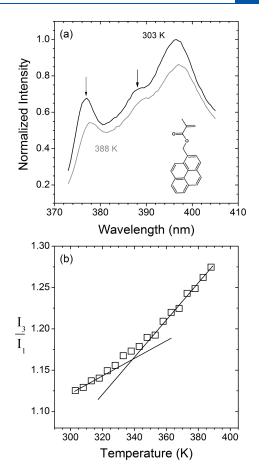 (a)
303 K
388 K
Normalized Intensity
1.0
0.8
0.6
0.4
0.2
370 380 390 400 410
Wavelength (nm)
O
O
(b)
I3
I1
1.30
1.25
1.20
1.15
1.10
300 320 340 360 380 400
Temperature (K)